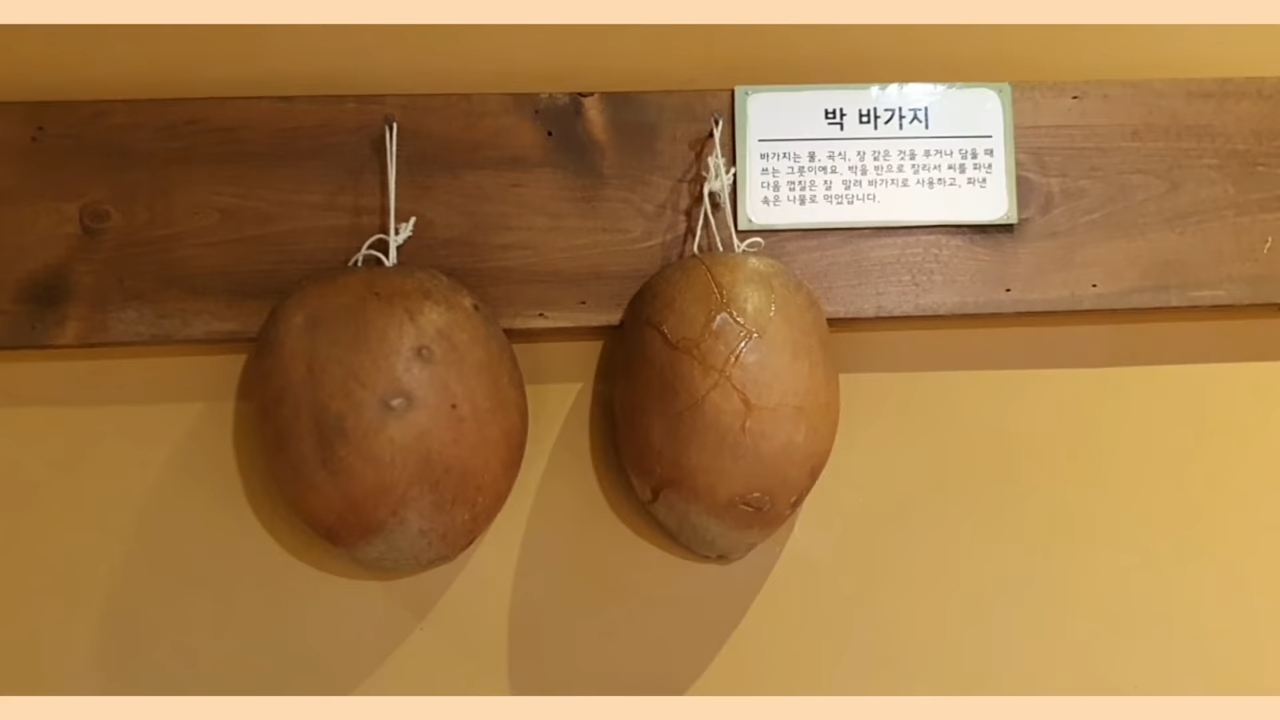 박 바가지
바가지는 물, 곡식, 장 같은 것을 푸거나 담을 때
쓰는 그릇이에요. 박을 반으로 잘라서 씨를 파낸
다음 껍질은 잘 말려 바가지로 사용하고, 파낸
속은 나물로 먹었답니다.